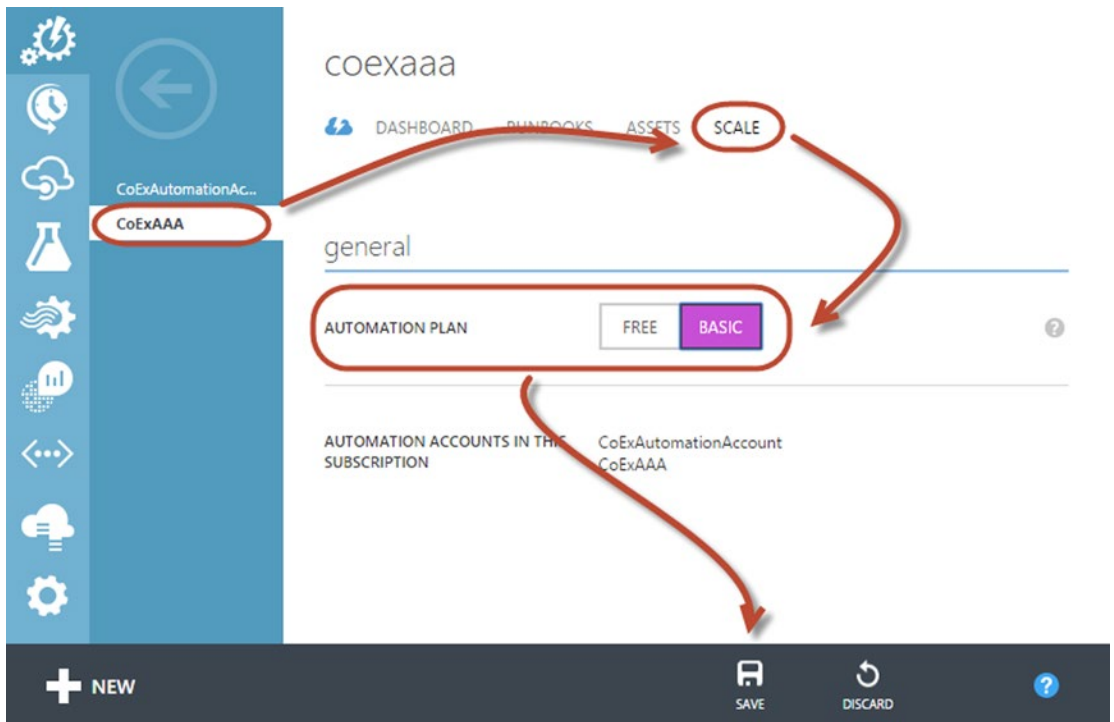 coexaaa
DASHBOARD RUNBOOKS ASSETS SCALE
CoExAutomationAc...
CoExAAA
general
AUTOMATION PLAN FREE BASIC
?
AUTOMATION ACCOUNTS IN THIS
SUBSCRIPTION
CoExAutomationAccount
CoExAAA
NEW
SAVE
DISCARD
?